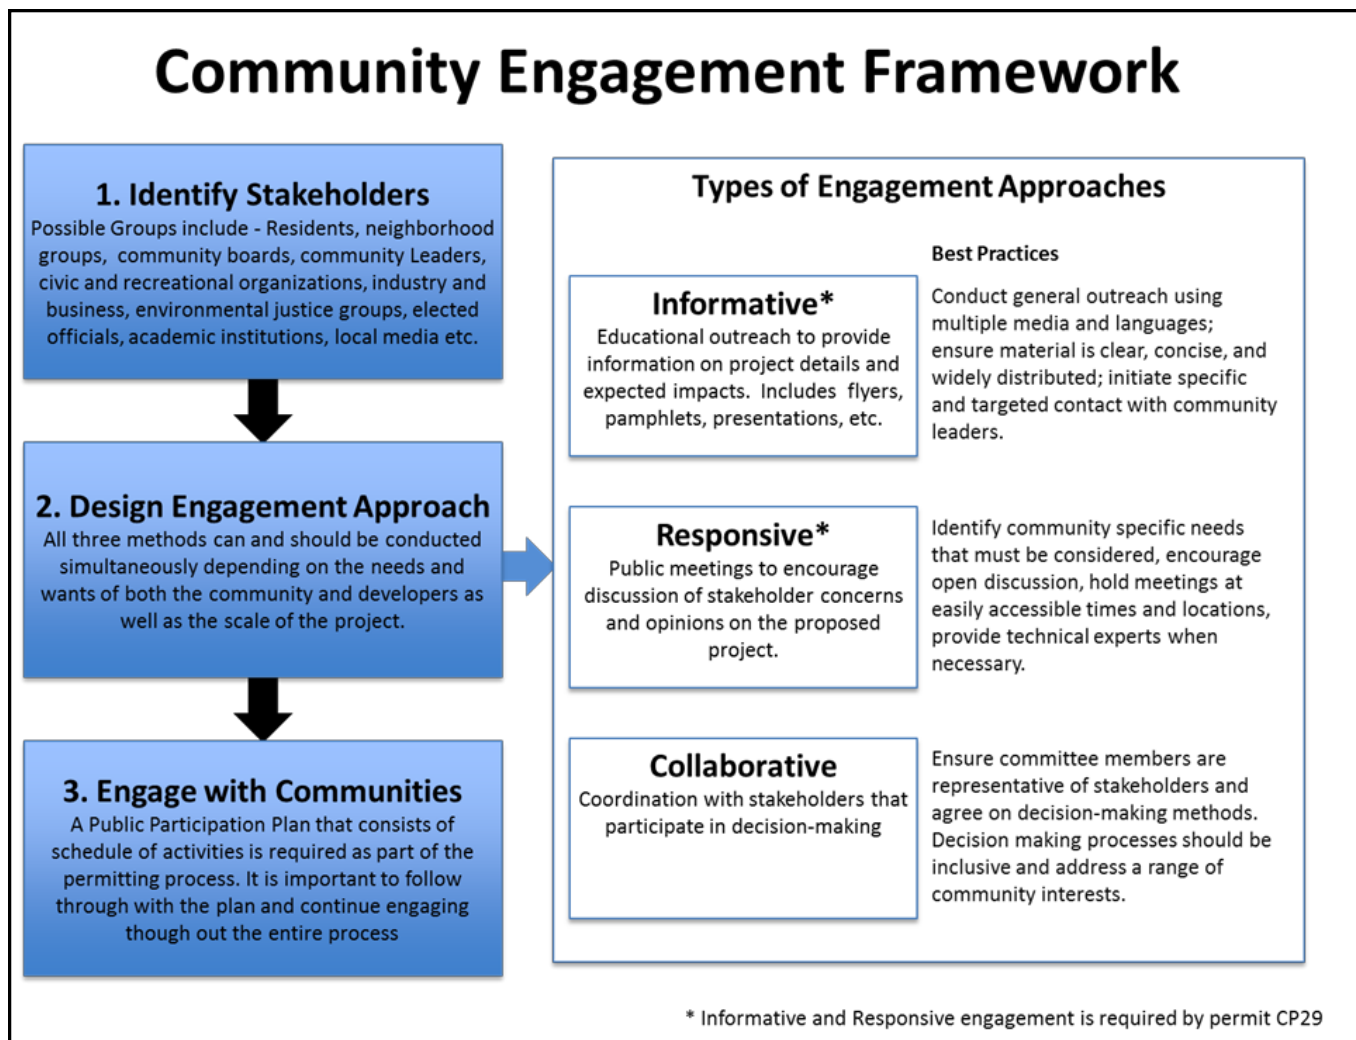 Community Engagement Framework
1. Identify Stakeholders
Possible Groups include - Residents, neighborhood
groups, community boards, community Leaders,
civic and recreational organizations, industry and
business, environmental justice groups, elected
officials, academic institutions, local media etc.
2. Design Engagement Approach
All three methods can and should be conducted
simultaneously depending on the needs and
wants of both the community and developers as
well as the scale of the project.
3. Engage with Communities
A Public Participation Plan that consists of
schedule of activities is required as part of the
permitting process. It is important to follow
through with the plan and continue engaging
though out the entire process
Types of Engagement Approaches
Best Practices
Informative*
Educational outreach to provide
information on project details and
expected impacts. Includes flyers,
pamphlets, presentations, etc.
Conduct general outreach using
multiple media and languages;
ensure material is clear, concise, and
widely distributed; initiate specific
and targeted contact with community
leaders.
Responsive*
Public meetings to encourage
discussion of stakeholder concerns
and opinions on the proposed
project.
Identify community specific needs
that must be considered, encourage
open discussion, hold meetings at
easily accessible times and locations,
provide technical experts when
necessary.
Collaborative
Coordination with stakeholders that
participate in decision-making
Ensure committee members are
representative of stakeholders and
agree on decision-making methods.
Decision making processes should be
inclusive and address a range of
community interests.
* Informative and Responsive engagement is required by permit CP29